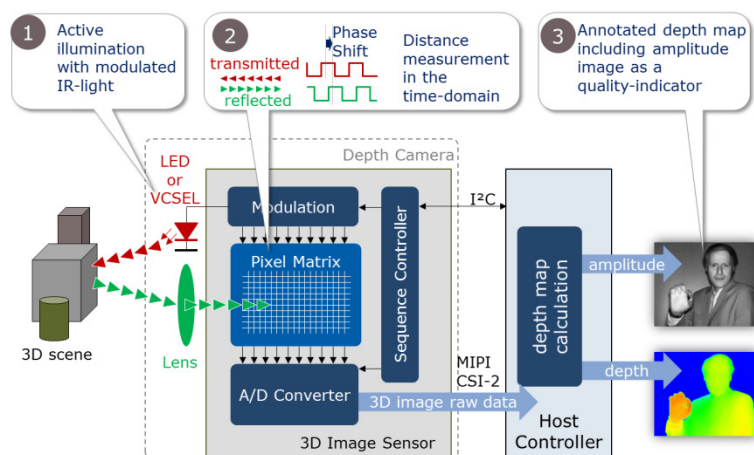 1
Active
illumination
with modulated
IR-light
2
Phase
Shift
transmitted
reflected
Distance
measurement
in the
time-domain
3
Annotated depth map
including amplitude
image as a
quality-indicator
Depth Camera
LED
or
VCSEL
Modulation
Pixel Matrix
Sequence Controller
A/D Converter
3D Image Sensor
3D scene
Lens
I²C
MIPI
CSI-2
3D image raw data
depth map
calculation
Host
Controller
amplitude
depth